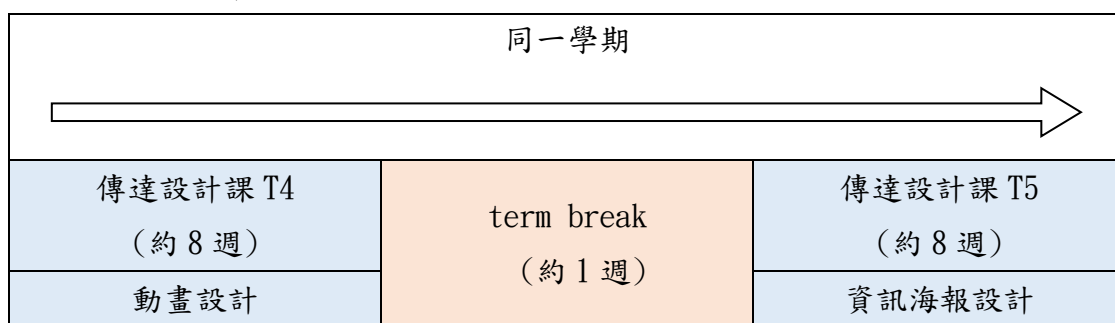 同一學期
傳達設計課 T4
(約 8 週)
動畫設計
term break
(約 1 週)
傳達設計課 T5
(約 8 週)
資訊海報設計